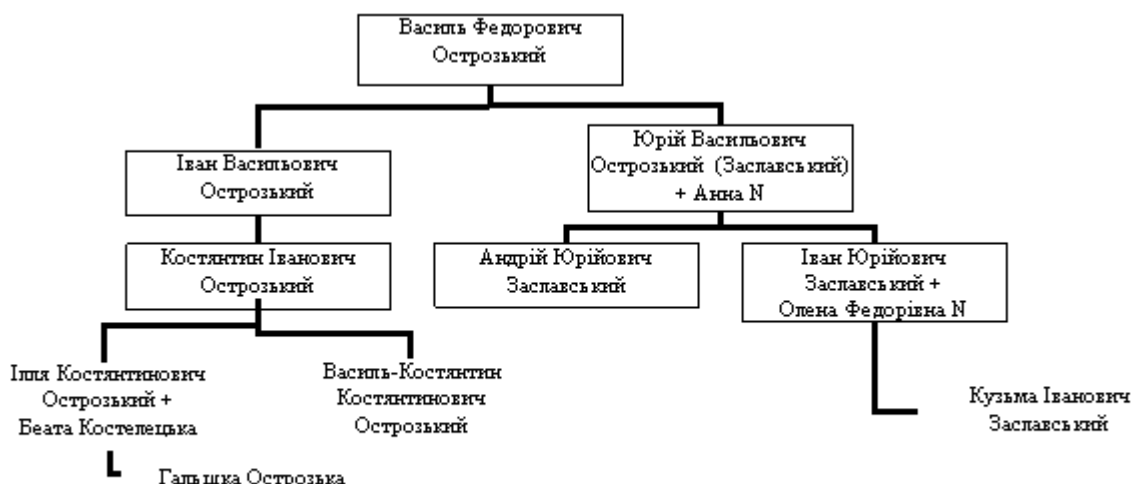 Василь Федорович
Острозький
Юрій Васильович
Острозький (Заславський)
+ Анна N
Іван Васильович
Острозький
Костянтин Іванович
Острозький
Андрій Юрійович
Заславський
Іван Юрійович
Заславський +
Олена Федорівна N
Ілля Костянтинович
Острозький +
Беата Костелецька
Василь-Костянтин
Костянтинович
Острозький
Кузьма Іванович
Заславський
Гальшка Острозька